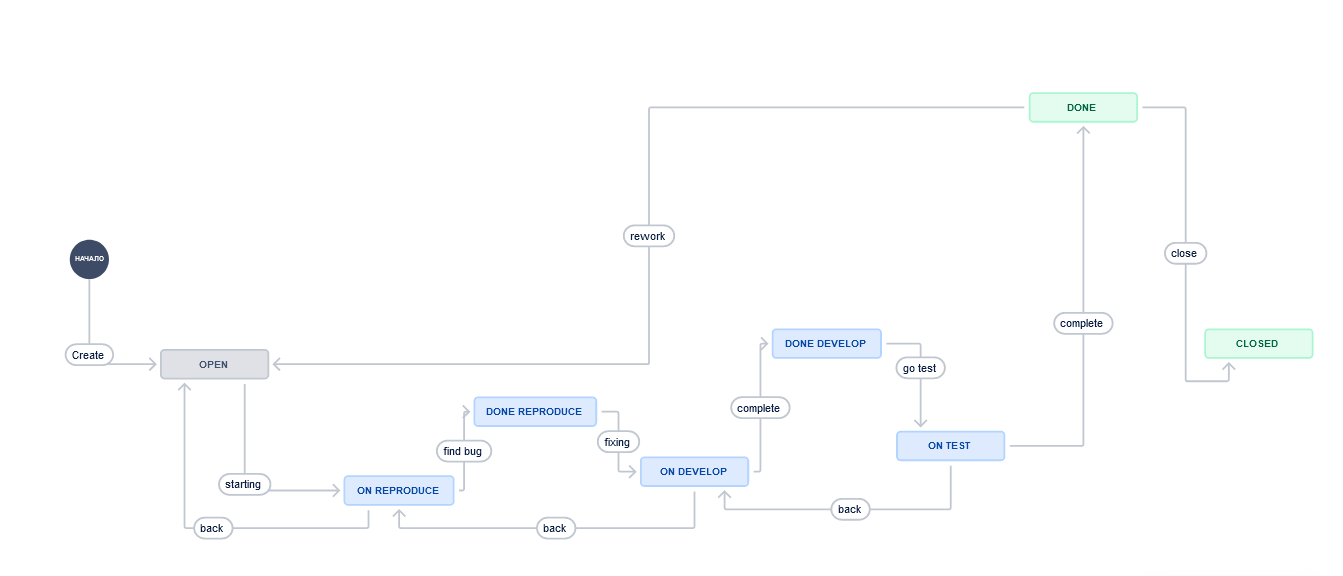 DONE
rework
close
НАЧАЛО
complete
Create
OPEN
DONE DEVELOP
CLOSED
go test
DONE REPRODUCE
complete
find bug
fixing
ON TEST
starting
ON REPRODUCE
ON DEVELOP
back
back
back